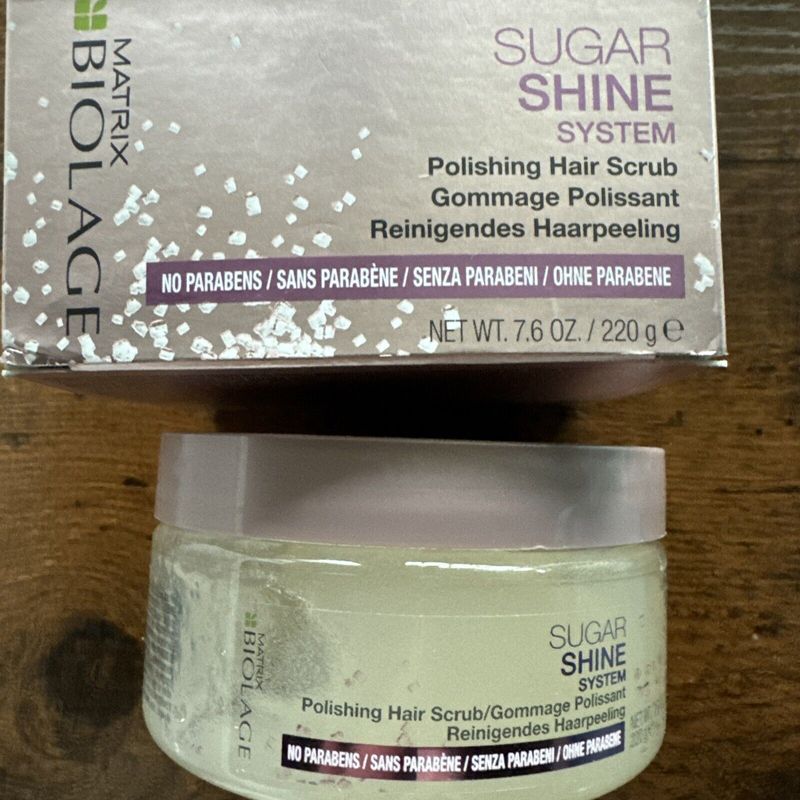 MATRIX
BIOLAGE
SUGAR
SHINE
SYSTEM
Polishing Hair Scrub
Gommage Polissant
Reinigendes Haarpeeling
NO PARABENS / SANS PARABÈNE / SENZA PARABENI / OHNE PARABENE
NET WT. 7.6 OZ. / 220 g ℮
MATRIX
BIOLAGE
SUGAR
SHINE
SYSTEM
Polishing Hair Scrub/Gommage Polissant
Reinigendes Haarpeeling
NO PARABENS / SANS PARABÈNE / SENZA PARABENI / OHNE PARABENE
NET WT.